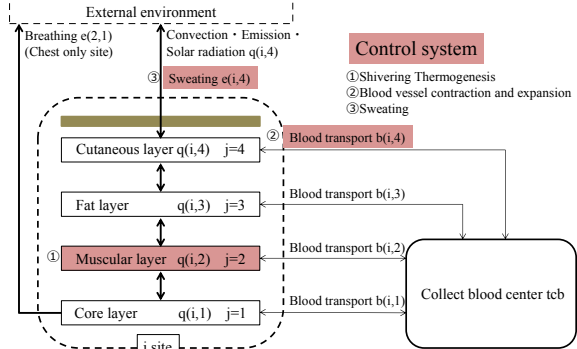 External environment
Breathing e(2,1)
(Chest only site)
Convection・Emission・
Solar radiation q(i,4)
③ Sweating e(i,4)
Control system
①Shivering Thermogenesis
②Blood vessel contraction and expansion
③Sweating
② Blood transport b(i,4)
Cutaneous layer q(i,4) j=4
Blood transport b(i,3)
Fat layer q(i,3) j=3
Blood transport b(i,2)
① Muscular layer q(i,2) j=2
Collect blood center tcb
Blood transport b(i,1)
Core layer q(i,1) j=1
i site